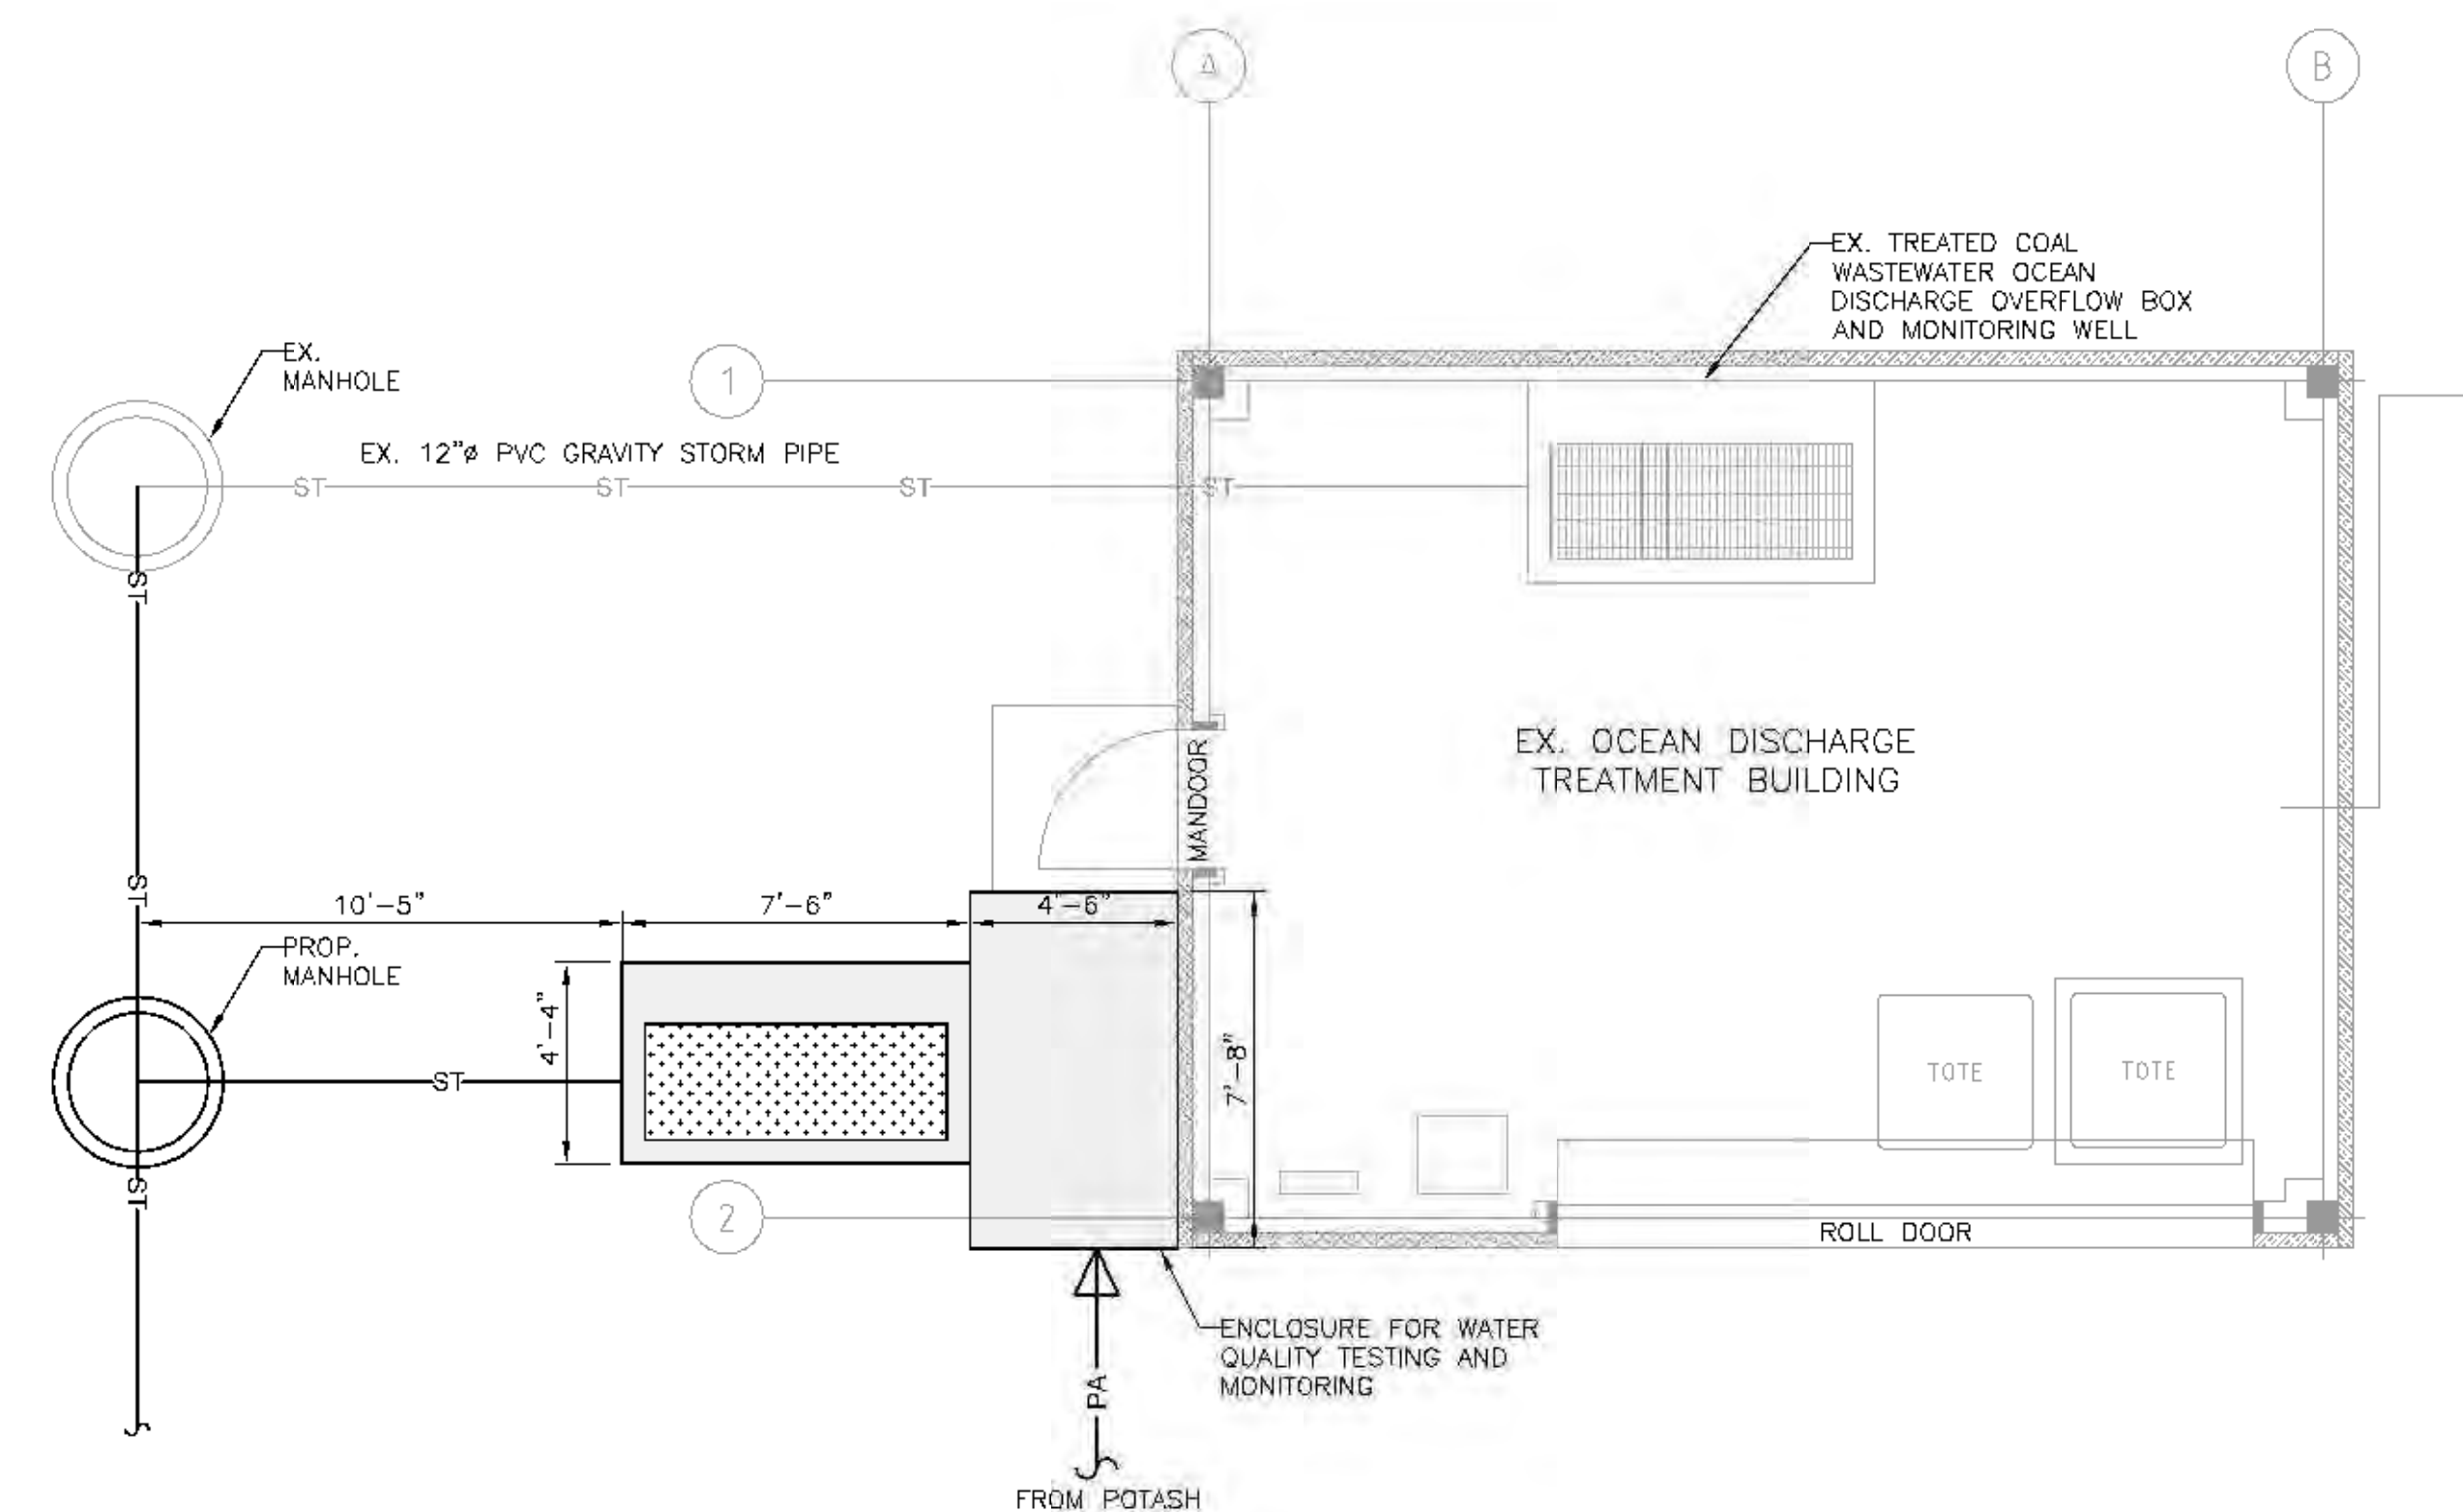 A
B
EX. TREATED COAL
WASTEWATER OCEAN
DISCHARGE OVERFLOW BOX
AND MONITORING WELL
EX.
MANHOLE
1
EX. 12"ø PVC GRAVITY STORM PIPE
ST
ST
ST
ST
ST
MANDOOR
EX. OCEAN DISCHARGE
TREATMENT BUILDING
ST
10'-5"
7'-6"
4'-6"
PROP.
MANHOLE
4'-4"
7'-8"
ST
TOTE
TOTE
ST
2
ROLL DOOR
ENCLOSURE FOR WATER
QUALITY TESTING AND
MONITORING
PA
FROM POTASH